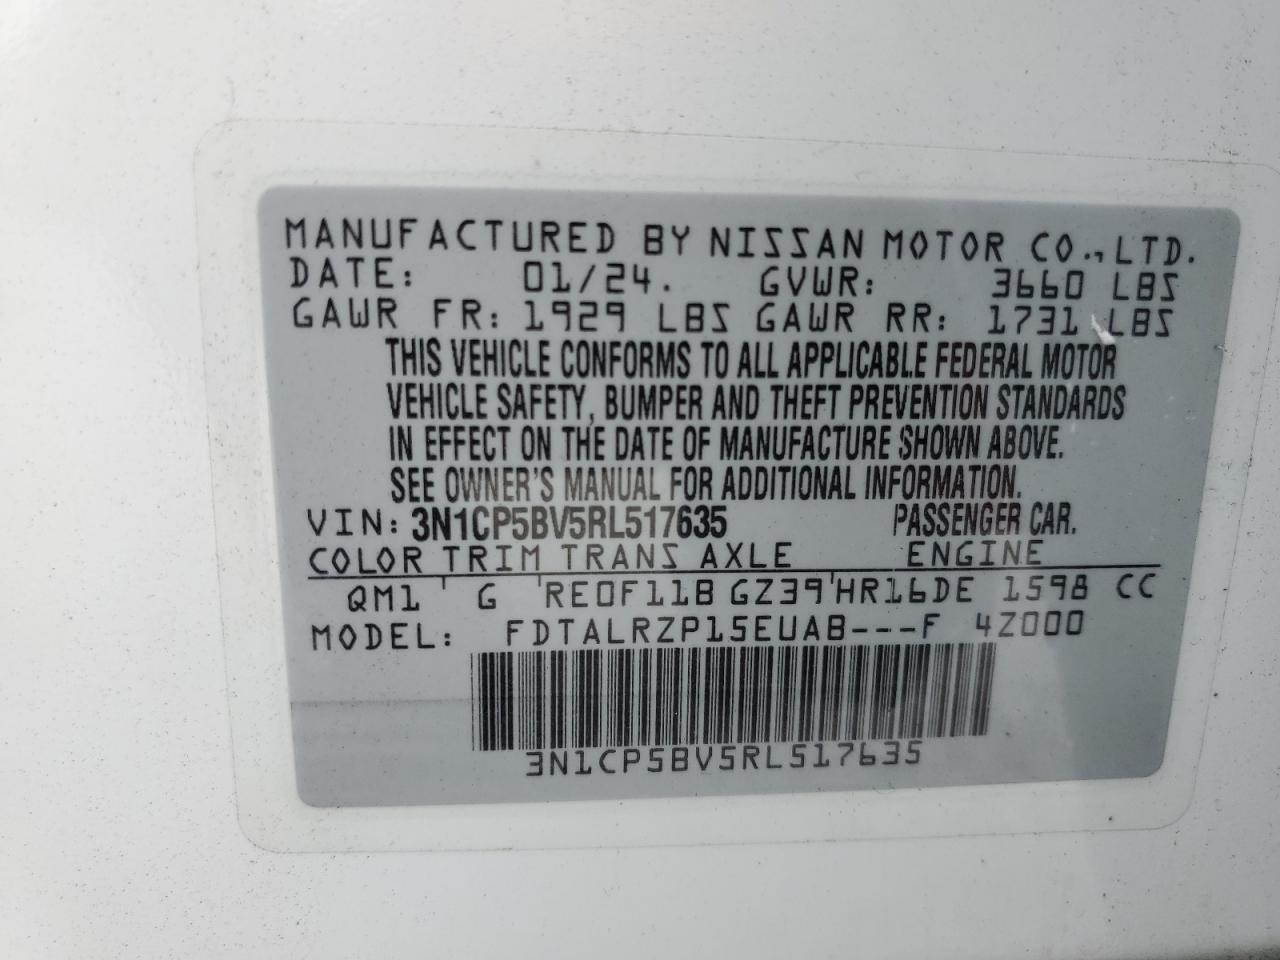 MANUFACTURED BY NISSAN MOTOR CO., LTD.
DATE: 01/24. GVWR: 3660 LBS
GAWR FR: 1929 LBS GAWR RR: 1731 LBS
THIS VEHICLE CONFORMS TO ALL APPLICABLE FEDERAL MOTOR
VEHICLE SAFETY, BUMPER AND THEFT PREVENTION STANDARDS
IN EFFECT ON THE DATE OF MANUFACTURE SHOWN ABOVE.
SEE OWNER'S MANUAL FOR ADDITIONAL INFORMATION.
VIN: 3N1CP5BV5RL517635 PASSENGER CAR.
COLOR TRIM TRANS AXLE ENGINE
QM1 G RE0F11B GZ39 HR16DE 1598 CC
MODEL: FDTALRZP15EUAB---F 4Z000
3N1CP5BV5RL517635